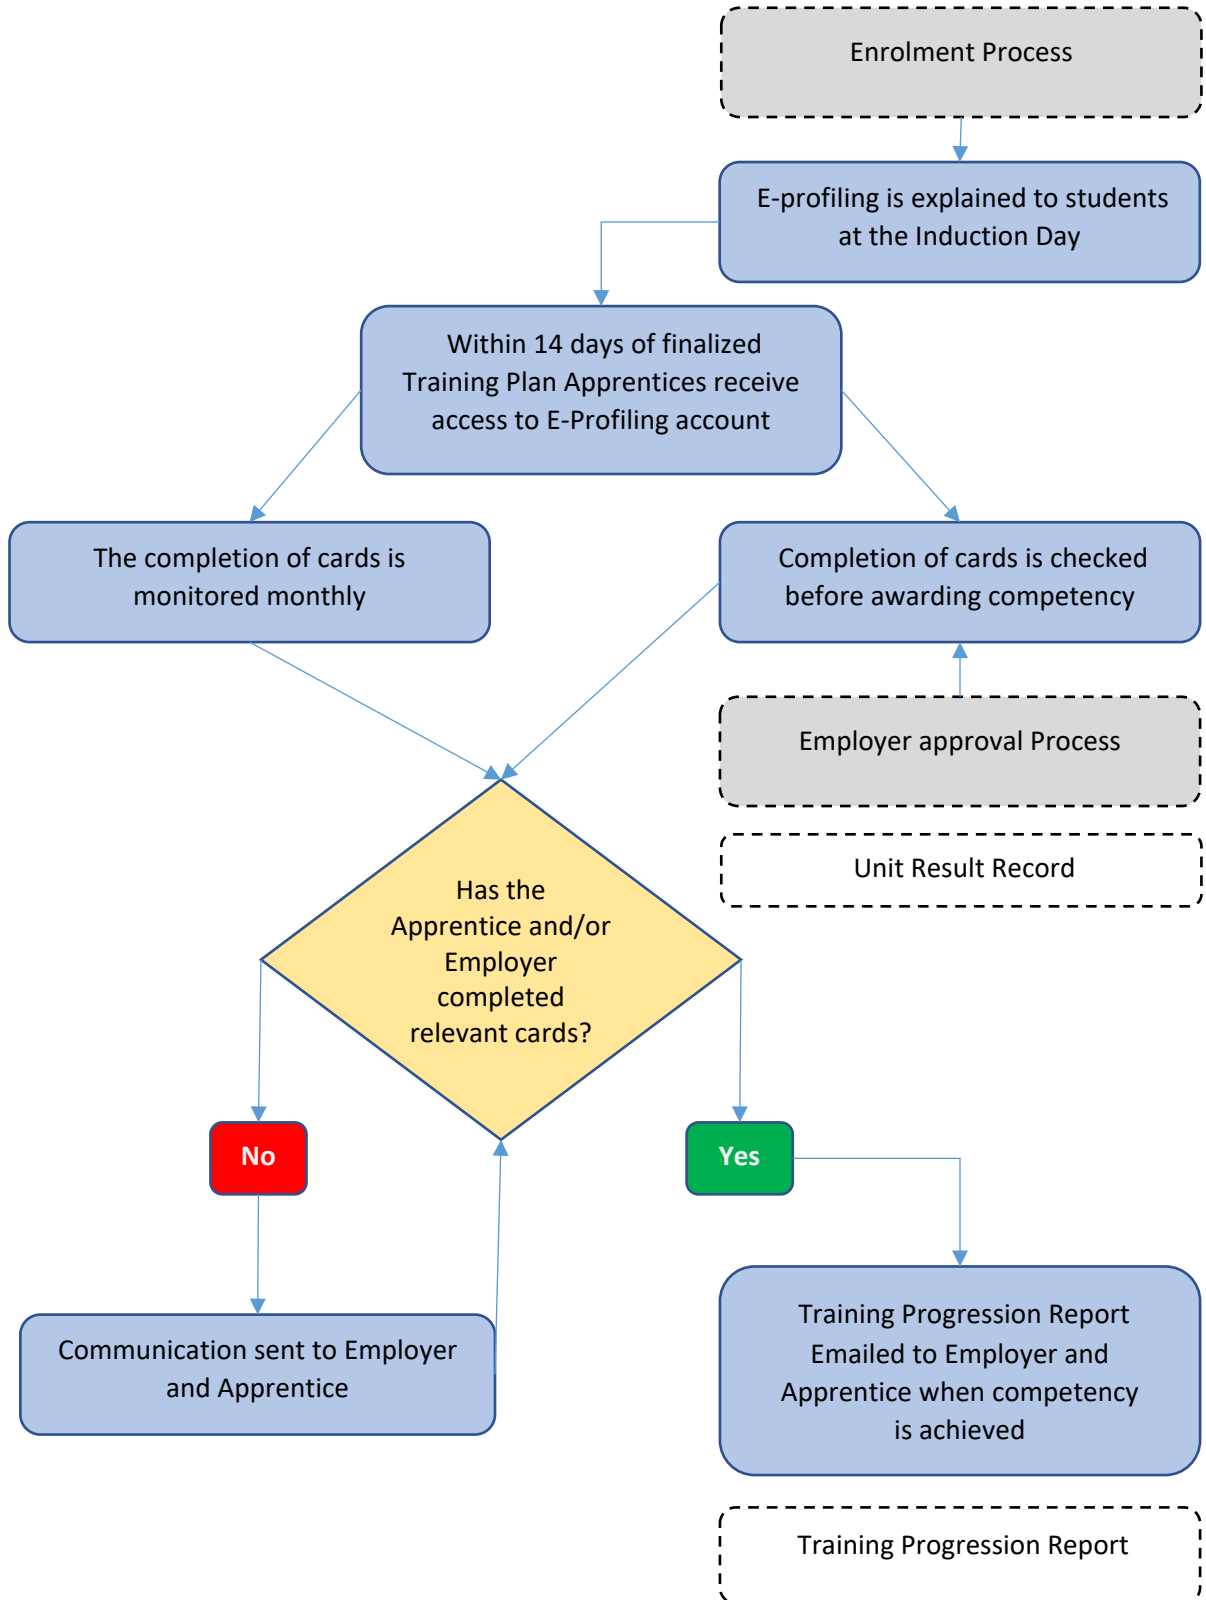 Enrolment Process
E-profiling is explained to students
at the Induction Day
Within 14 days of finalized
Training Plan Apprentices receive
access to E-Profiling account
The completion of cards is
monitored monthly
Completion of cards is checked
before awarding competency
Employer approval Process
Unit Result Record
Has the
Apprentice and/or
Employer
completed
relevant cards?
No
Yes
Communication sent to Employer
and Apprentice
Training Progression Report
Emailed to Employer and
Apprentice when competency
is achieved
Training Progression Report